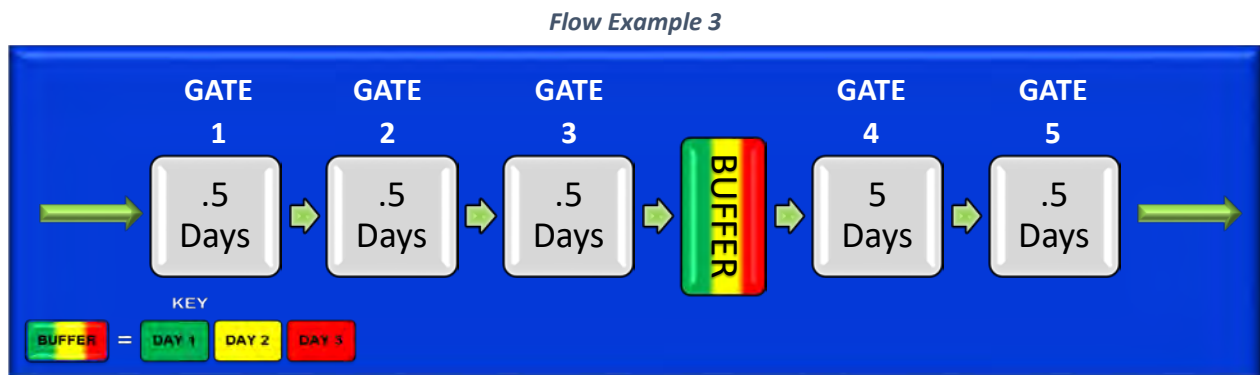 Flow Example 3
GATE 1
GATE 2
GATE 3
GATE 4
GATE 5
.5 Days
.5 Days
.5 Days
BUFFER
5 Days
.5 Days
KEY
BUFFER = DAY 1 DAY 2 DAY 3